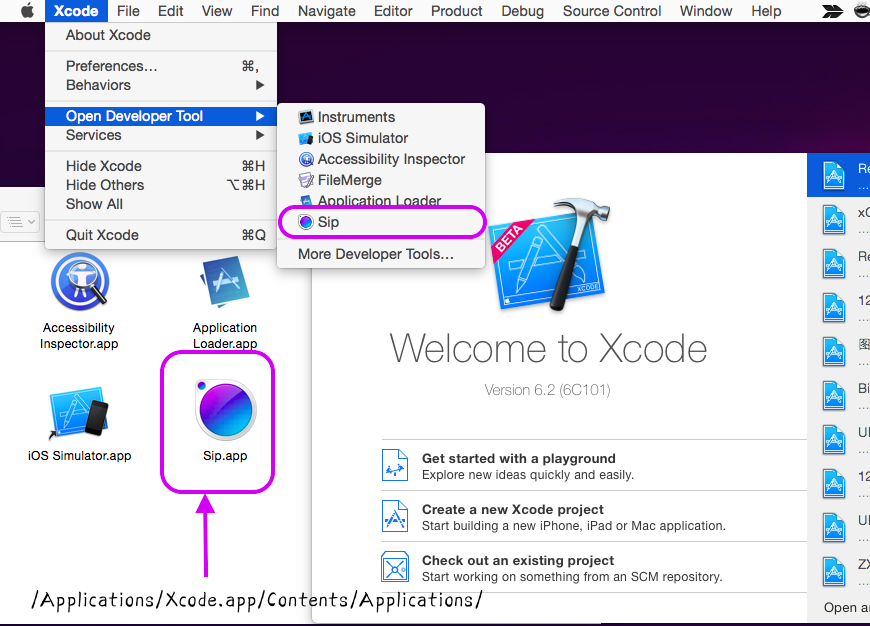 Xcode File Edit View Find Navigate Editor Product Debug Source Control Window Help
About Xcode
Preferences... ⌘,
Behaviors ▶
Open Developer Tool ▶
Services ▶
Hide Xcode ⌘H
Hide Others ⌥⌘H
Show All
Quit Xcode ⌘Q
Instruments
iOS Simulator
Accessibility Inspector
FileMerge
Application Loader
Sip
More Developer Tools...
Accessibility
Inspector.app
Application
Loader.app
iOS Simulator.app
Sip.app
/Applications/Xcode.app/Contents/Applications/
BETA
XCODE
Welcome to Xcode
Version 6.2 (6C101)
Get started with a playground
Explore new ideas quickly and easily.
Create a new Xcode project
Start building a new iPhone, iPad or Mac application.
Check out an existing project
Start working on something from an SCM repository.
Re
...
xC
...
Re
...
12
...
图
...
Bi
...
UI
...
12
...
UI
...
ZX
...
Open an